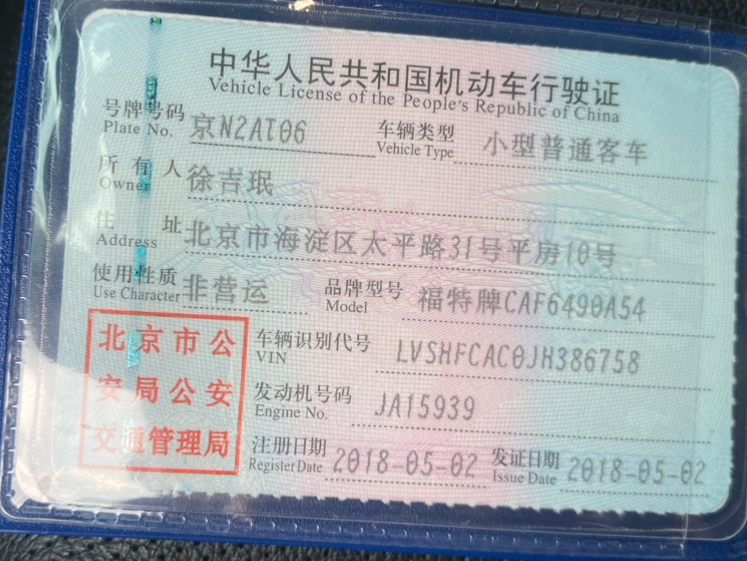 中华人民共和国机动车行驶证
Vehicle License of the People's Republic of China
号牌号码 京N2AT06 车辆类型 小型普通客车
Plate No. Vehicle Type
所有人 徐吉珉
Owner
住址 北京市海淀区太平路31号平房10号
Address
使用性质 非营运 品牌型号 福特牌CAF6490A54
Use Character Model
北京市公
安局公安
交通管理局
车辆识别代号 LVSHFCAC0JH386758
VIN
发动机号码 JA15939
Engine No.
注册日期 2018-05-02 发证日期 2018-05-02
Register Date Issue Date